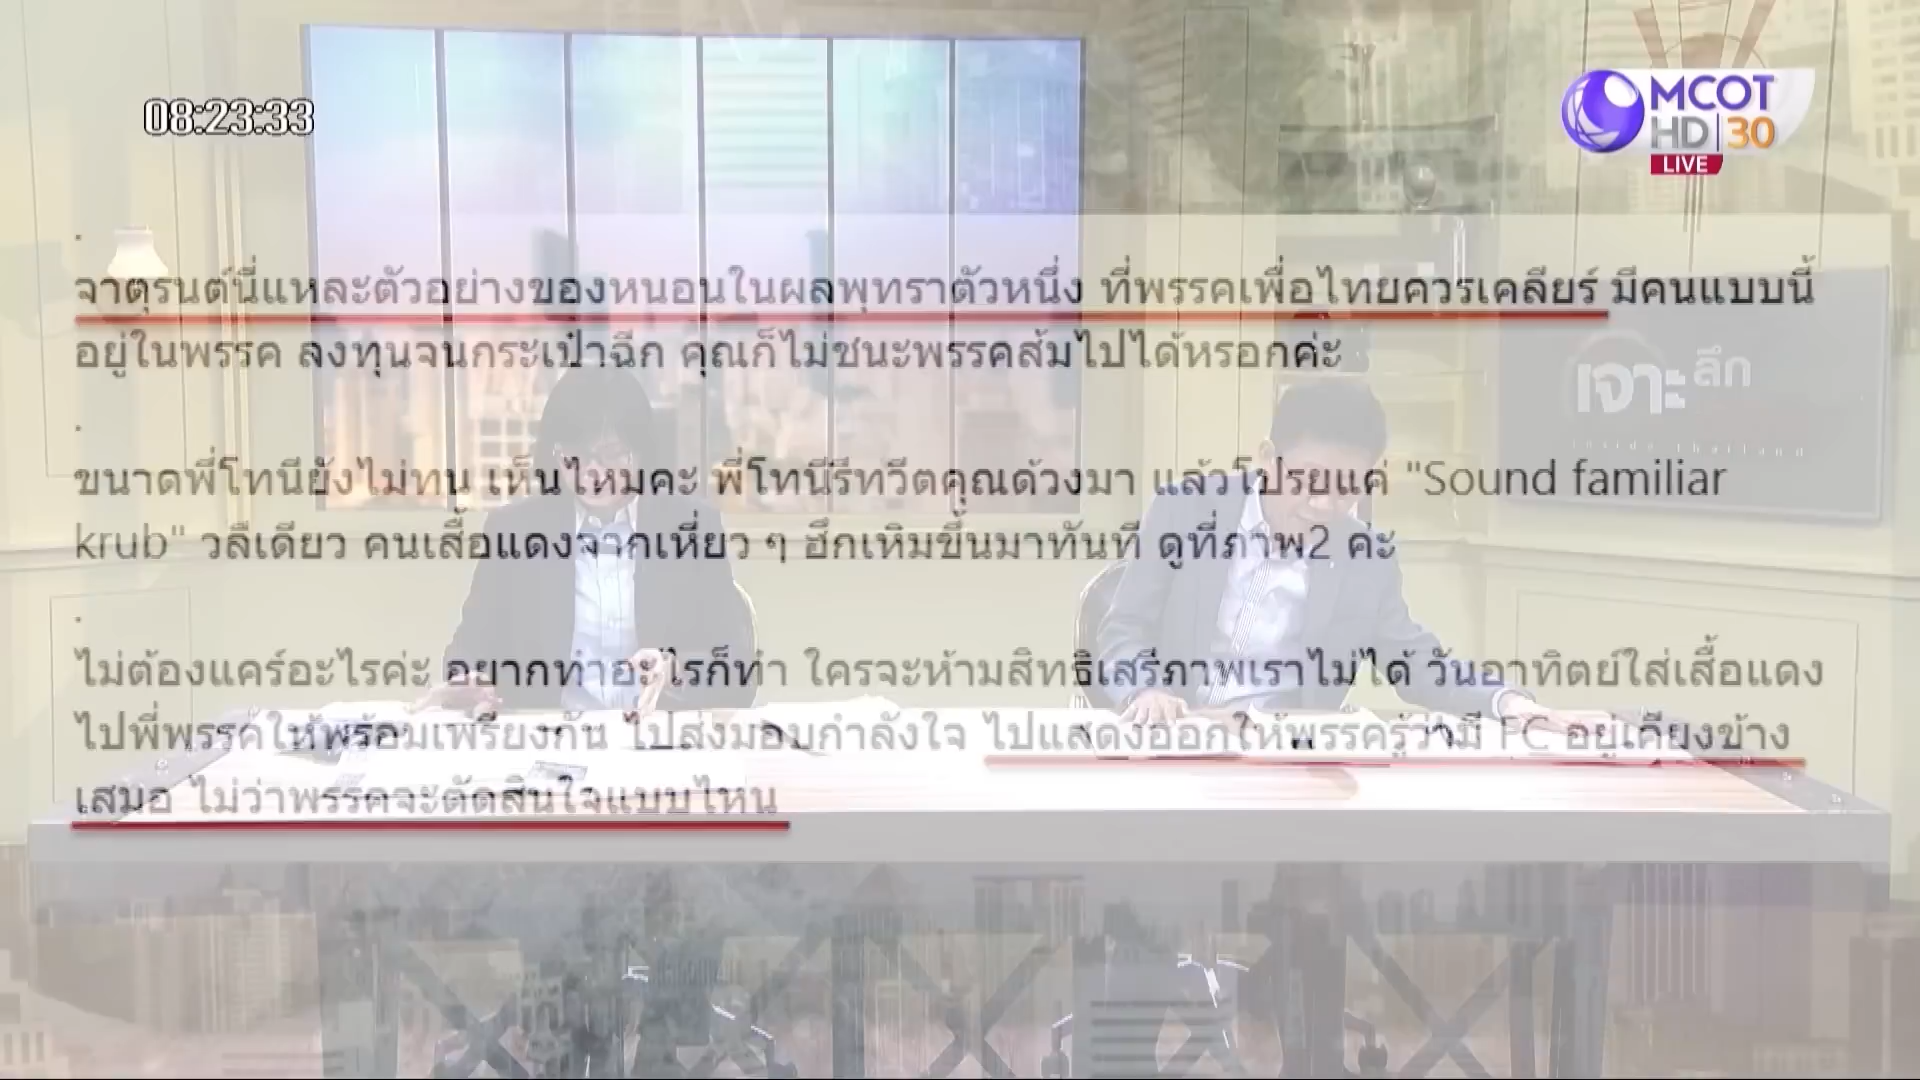 08:23:33
MCOT
HD 30
LIVE
.
จาตุรนต์นี่แหละตัวอย่างของหนอนในผลพุทราตัวหนึ่ง ที่พรรคเพื่อไทยควรเคลียร์ มีคนแบบนี้
อยู่ในพรรค ลงทุนจนกระเป๋าฉีก คุณก็ไม่ชนะพรรคส้มไปได้หรอกค่ะ
เจาะลึก
inside thailand
.
ขนาดพี่โทนียังไม่ทน เห็นไหมคะ พี่โทนีรีทวีตคุณด้วงมา แล้วโปรยแค่ "Sound familiar
krub" วลีเดียว คนเสื้อแดงจากเหี่ยว ๆ ฮึกเหิมขึ้นมาทันที ดูที่ภาพ2 ค่ะ
.
ไม่ต้องแคร์อะไรค่ะ อยากทำอะไรก็ทำ ใครจะห้ามสิทธิเสรีภาพเราไม่ได้ วันอาทิตย์ใส่เสื้อแดง
ไปพี่พรรคให้พร้อมเพรียงกัน ไปส่งมอบกำลังใจ ไปแสดงออกให้พรรครู้ว่ามี FC อยู่เคียงข้าง
เสมอ ไม่ว่าพรรคจะตัดสินใจแบบไหน